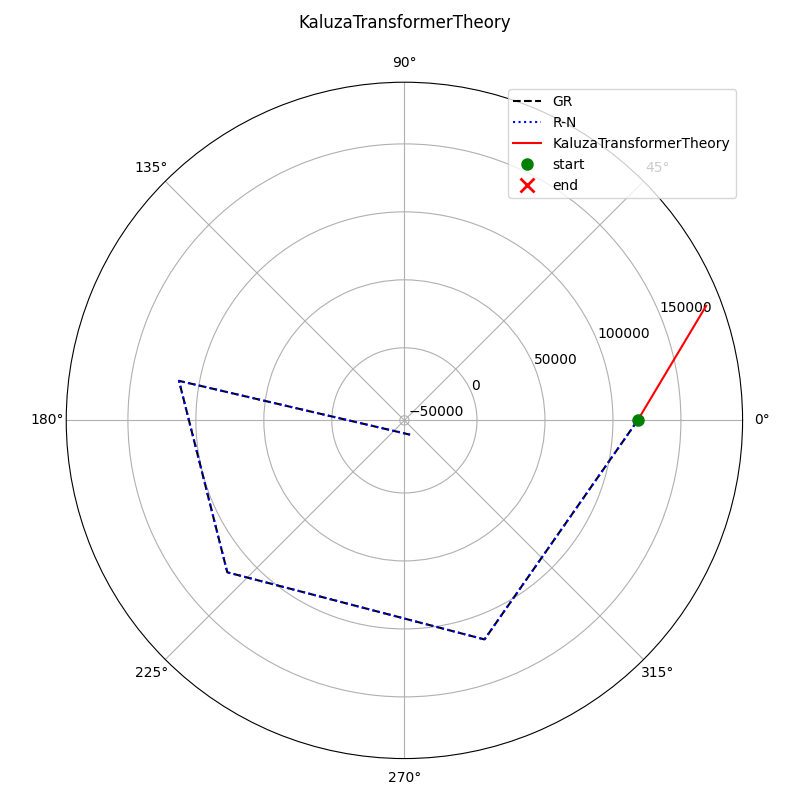 KaluzaTransformerTheory
90°
GR
R-N
KaluzaTransformerTheory
start
end
135°
45°
150000
100000
50000
0
−50000
180°
0°
225°
315°
270°